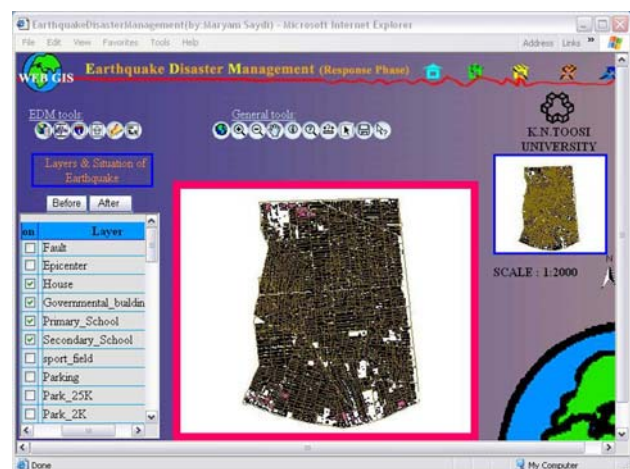 EarthquakeDisasterManagement(by:Maryam Saydi) - Microsoft Internet Explorer
File Edit View Favorites Tools Help
Address Links »
WEB GIS
Earthquake Disaster Management (Response Phase)
EDM tools:
General tools:
K.N.TOOSI
UNIVERSITY
Layers & Situation of
Earthquake
Before After
on Layer
Fault
Epicenter
House
Governmental_buildin
Primary_School
Secondary_School
sport_field
Parking
Park_25K
Park_2K
N
SCALE : 1:2000
Done
My Computer